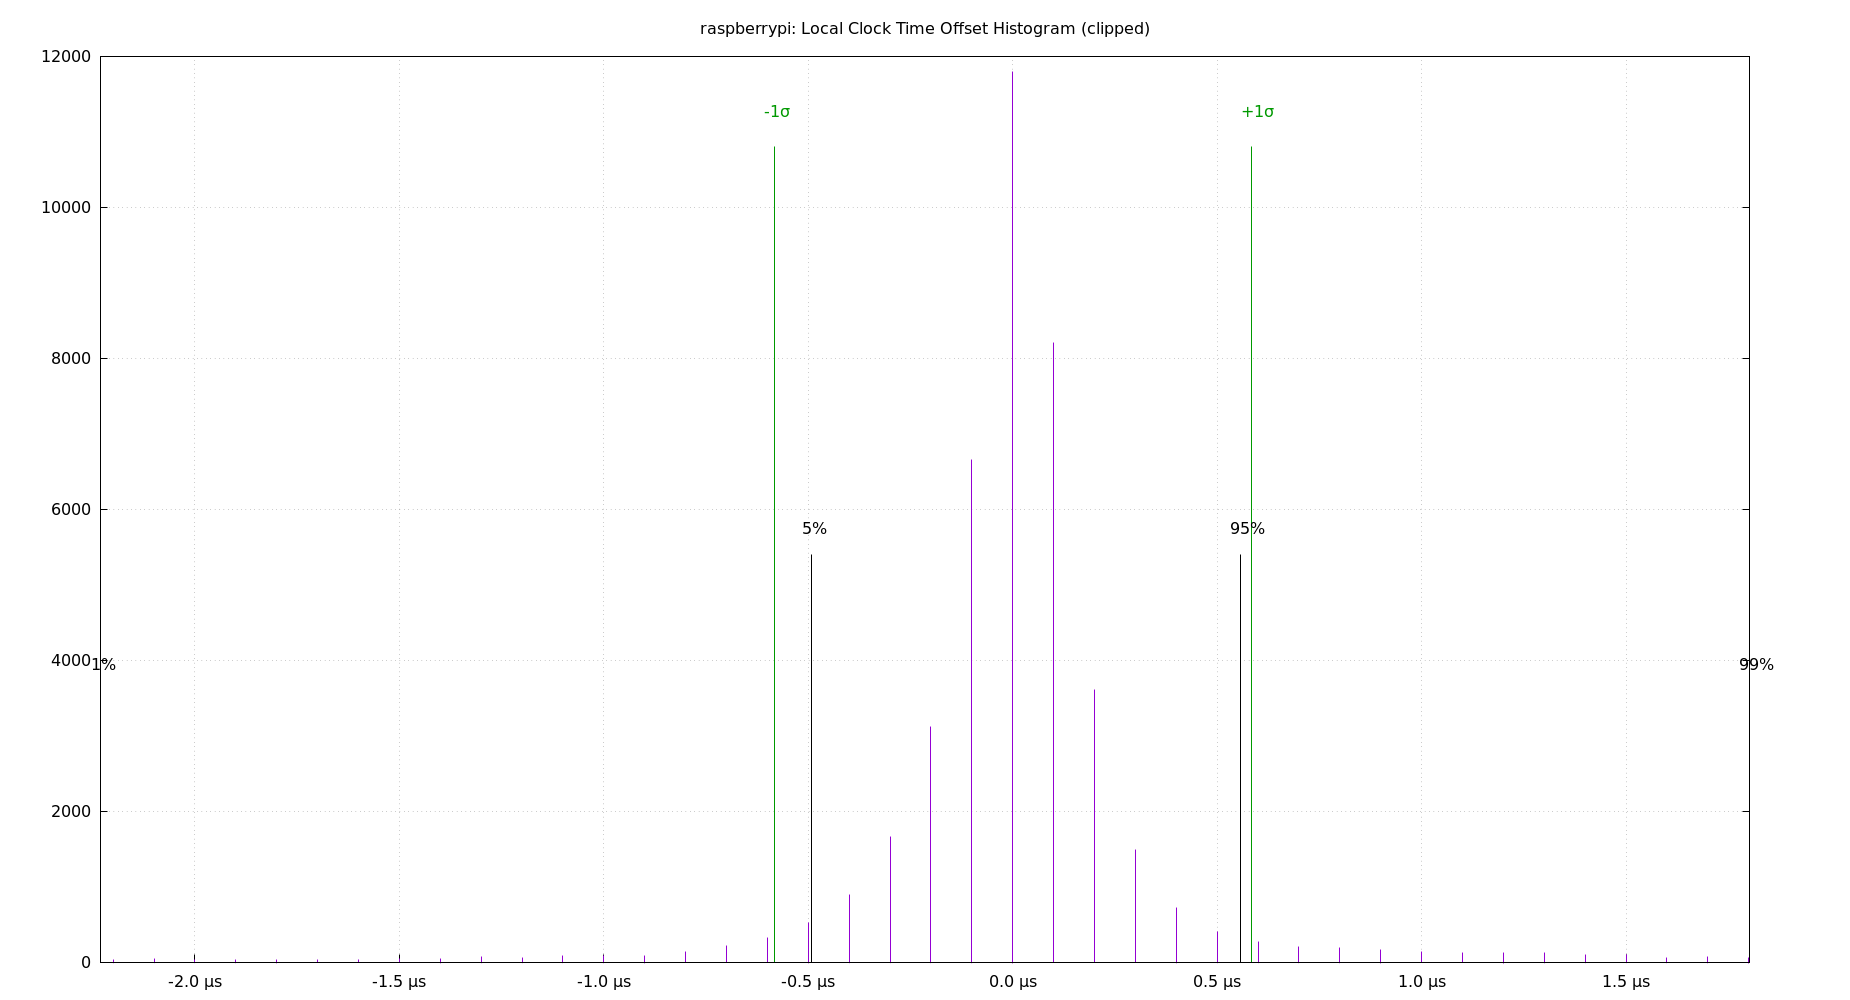 raspberrypi: Local Clock Time Offset Histogram (clipped)
12000
-1σ
+1σ
10000
8000
6000
5%
95%
4000
1%
99%
2000
0
-2.0 µs
-1.5 µs
-1.0 µs
-0.5 µs
0.0 µs
0.5 µs
1.0 µs
1.5 µs